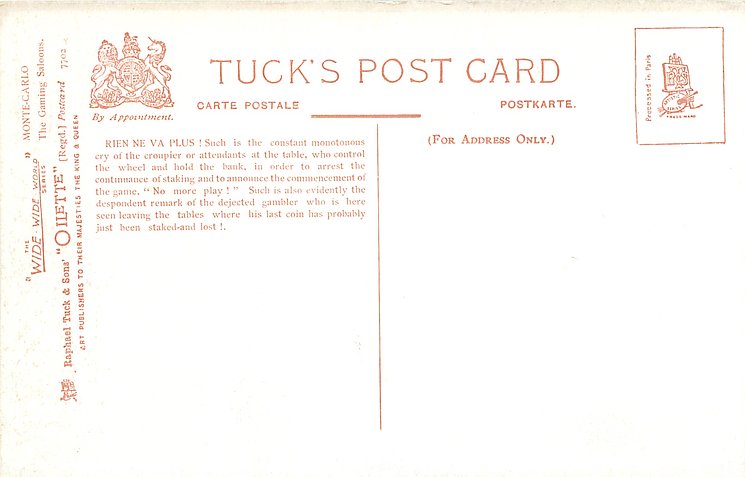 "THE
WIDE-WIDE-WORLD"
SERIES
MONTE-CARLO
The Gaming Saloons.
Raphael Tuck & Sons' "OILETTE" [Regd.] Postcard 7702
ART PUBLISHERS TO THEIR MAJESTIES THE KING & QUEEN
By Appointment.
TUCK'S POST CARD
CARTE POSTALE
POSTKARTE.
RIEN NE VA PLUS ! Such is the constant monotonous
cry of the croupier or attendants at the table, who control
the wheel and hold the bank, in order to arrest the
continuance of staking and to announce the commencement of
the game. "No more play ! " Such is also evidently the
despondent remark of the dejected gambler who is here
seen leaving the tables where his last coin has probably
just been staked-and lost !.
(FOR ADDRESS ONLY.)
Processed in Paris
TRADE MARK